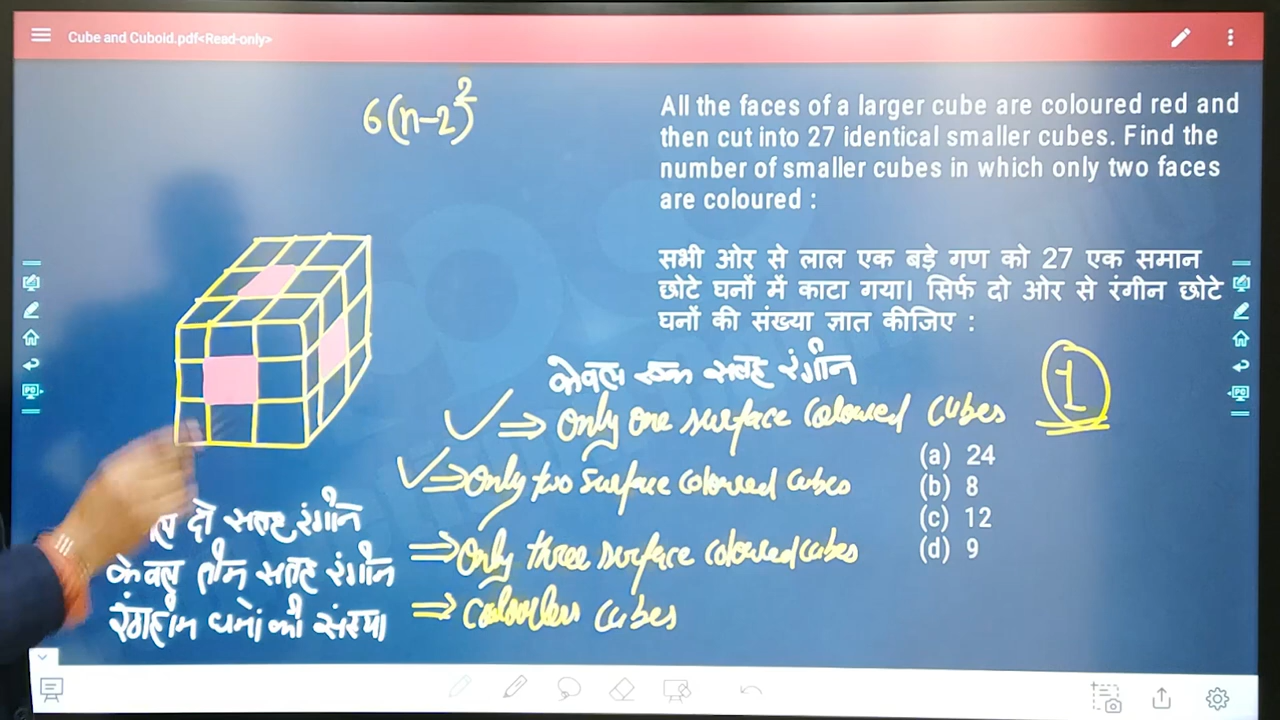 Cube and Cuboid.pdf<Read-only>
6(n-2)²
All the faces of a larger cube are coloured red and
then cut into 27 identical smaller cubes. Find the
number of smaller cubes in which only two faces
are coloured :
सभी ओर से लाल एक बड़े गण को 27 एक समान
छोटे घनों में काटा गया। सिर्फ दो ओर से रंगीन छोटे
घनों की संख्या ज्ञात कीजिए :
केवल एक सतह रंगीन
1
✓ ⇒ Only one surface coloured cubes
(a) 24
✓ ⇒ Only two surface coloured cubes
(b) 8
(c) 12
दो सतह रंगीन
⇒ Only three surface coloured cubes
(d) 9
केवल तीन सतह रंगीन
⇒ Colourless cubes
रंगहीन घनों की संख्या